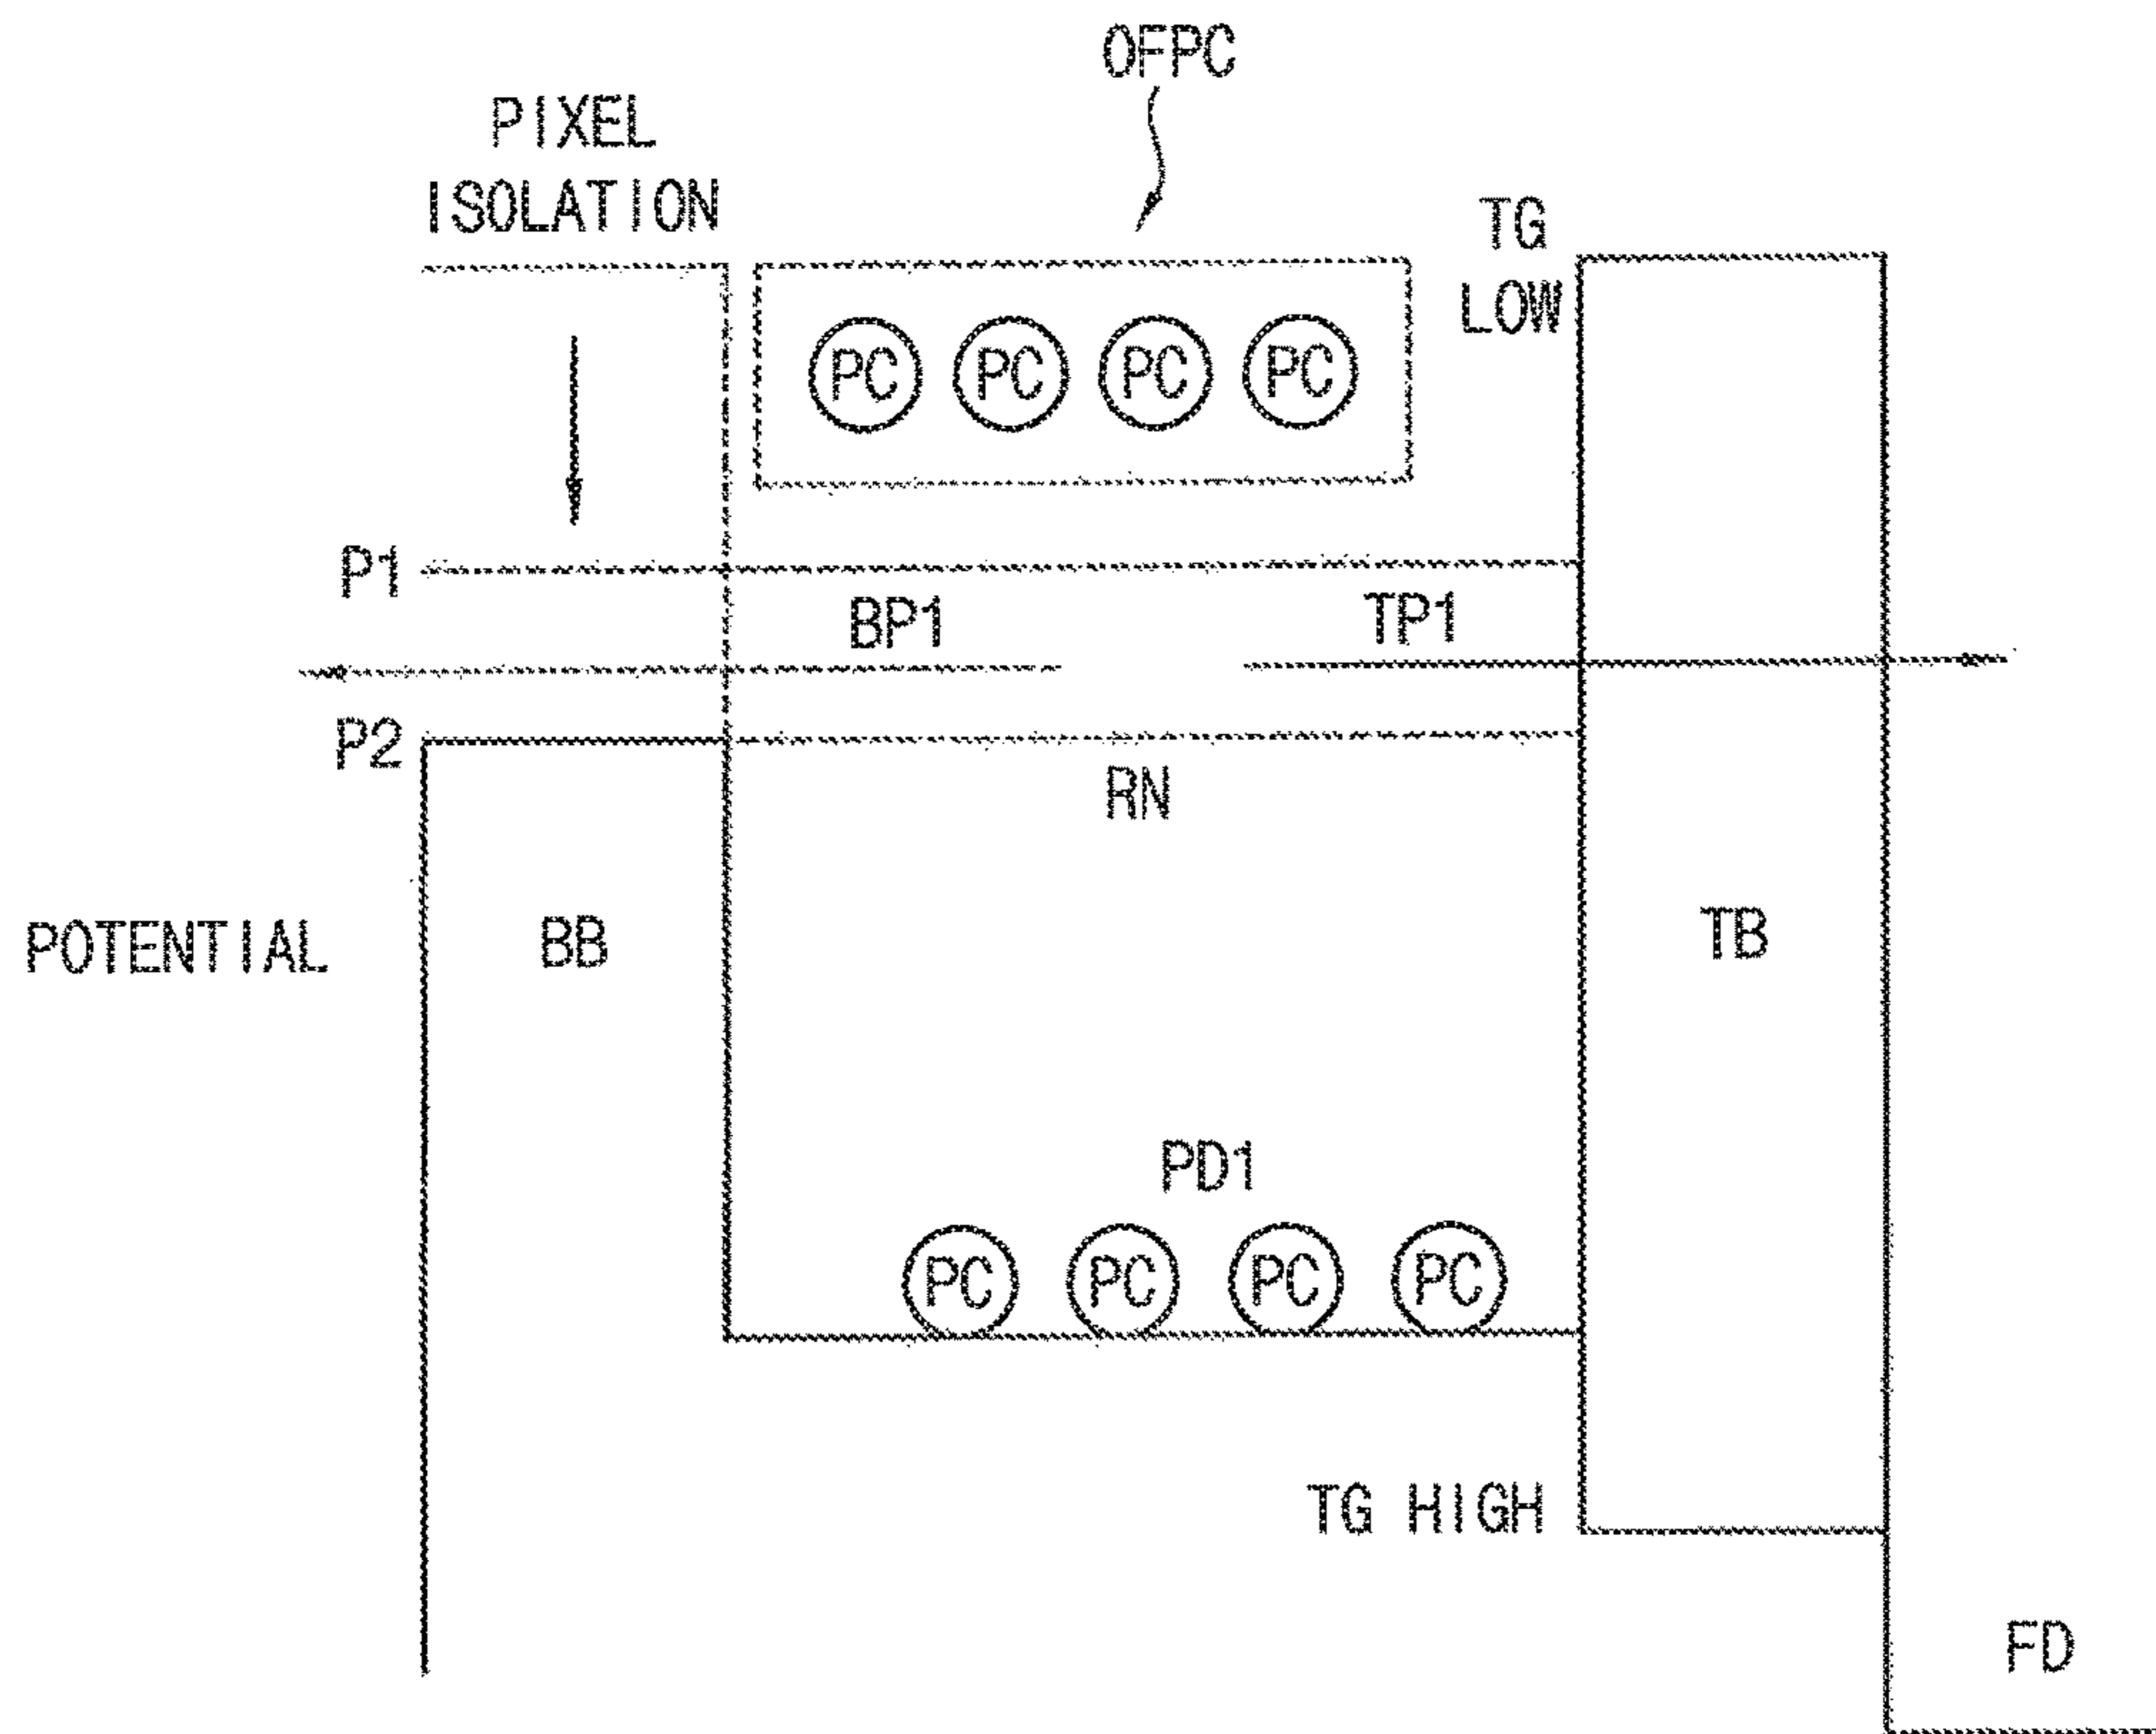 OFPC
PIXEL
ISOLATION
TG
LOW
PC PC PC PC
P1
BP1 TP1
P2
RN
POTENTIAL BB TB
PD1
PC PC PC PC
TG HIGH
FD